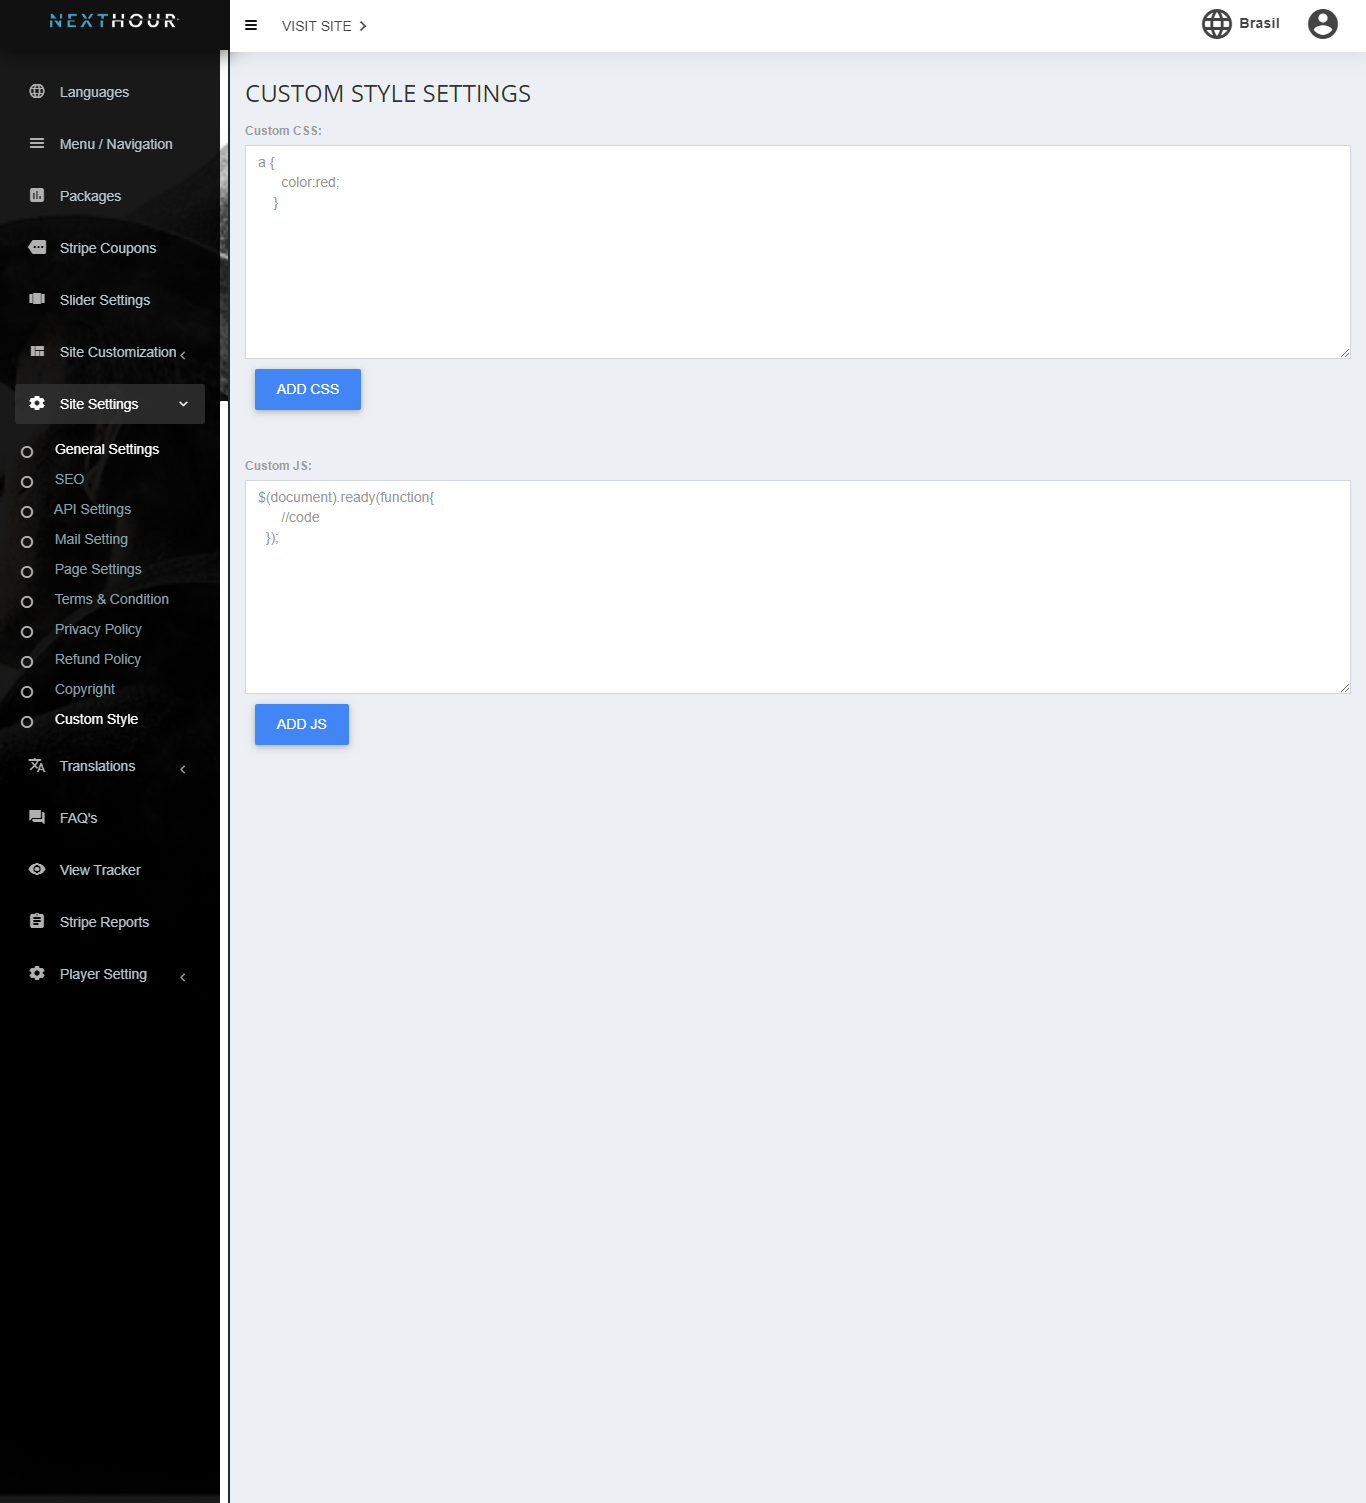 NEXTHOUR
VISIT SITE
Brasil
Languages
Menu / Navigation
Packages
Stripe Coupons
Slider Settings
Site Customization
Site Settings
General Settings
SEO
API Settings
Mail Setting
Page Settings
Terms & Condition
Privacy Policy
Refund Policy
Copyright
Custom Style
Translations
FAQ's
View Tracker
Stripe Reports
Player Setting
CUSTOM STYLE SETTINGS
Custom CSS:
a {
color:red;
}
ADD CSS
Custom JS:
$(document).ready(function{
//code
});
ADD JS